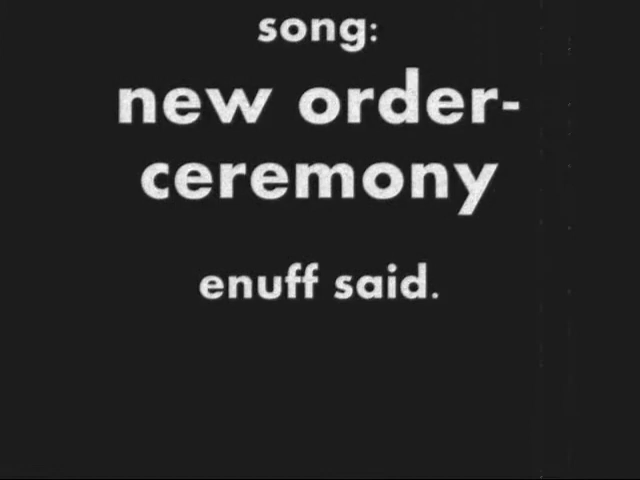 song:
new order-
ceremony
enuff said.